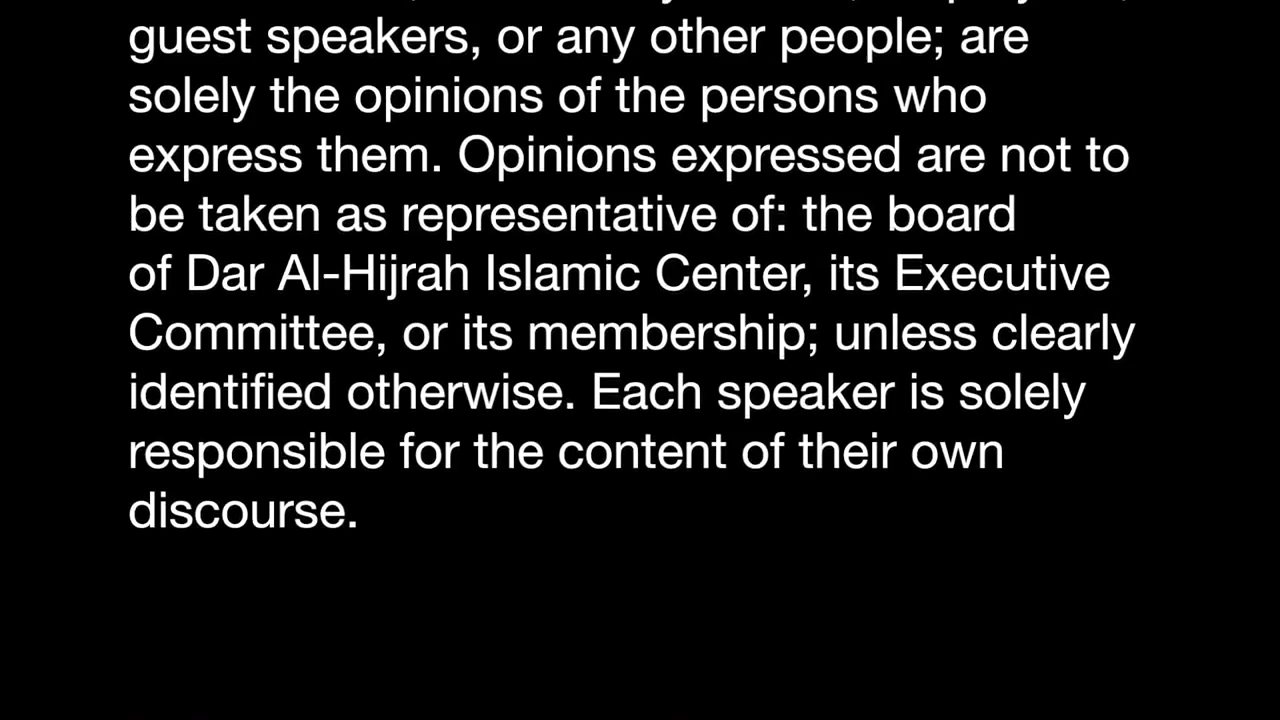 guest speakers, or any other people; are
solely the opinions of the persons who
express them. Opinions expressed are not to
be taken as representative of: the board
of Dar Al-Hijrah Islamic Center, its Executive
Committee, or its membership; unless clearly
identified otherwise. Each speaker is solely
responsible for the content of their own
discourse.